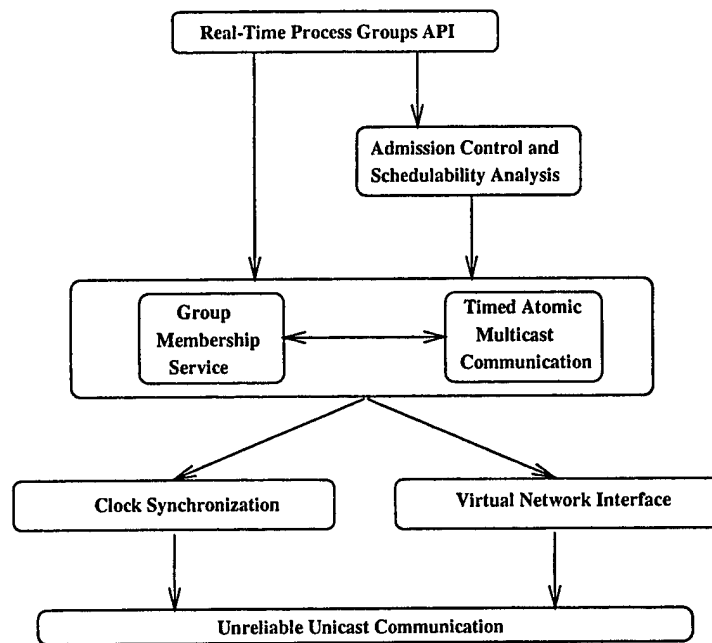 Real-Time Process Groups API
Admission Control and
Schedulability Analysis
Group
Membership
Service
Timed Atomic
Multicast
Communication
Clock Synchronization
Virtual Network Interface
Unreliable Unicast Communication